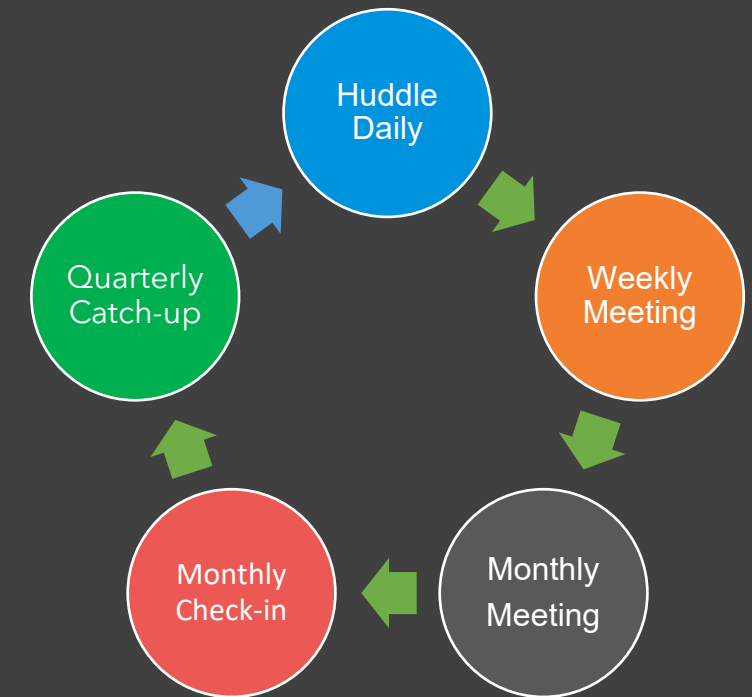 Huddle
Daily
Weekly
Meeting
Monthly
Meeting
Monthly
Check-in
Quarterly
Catch-up